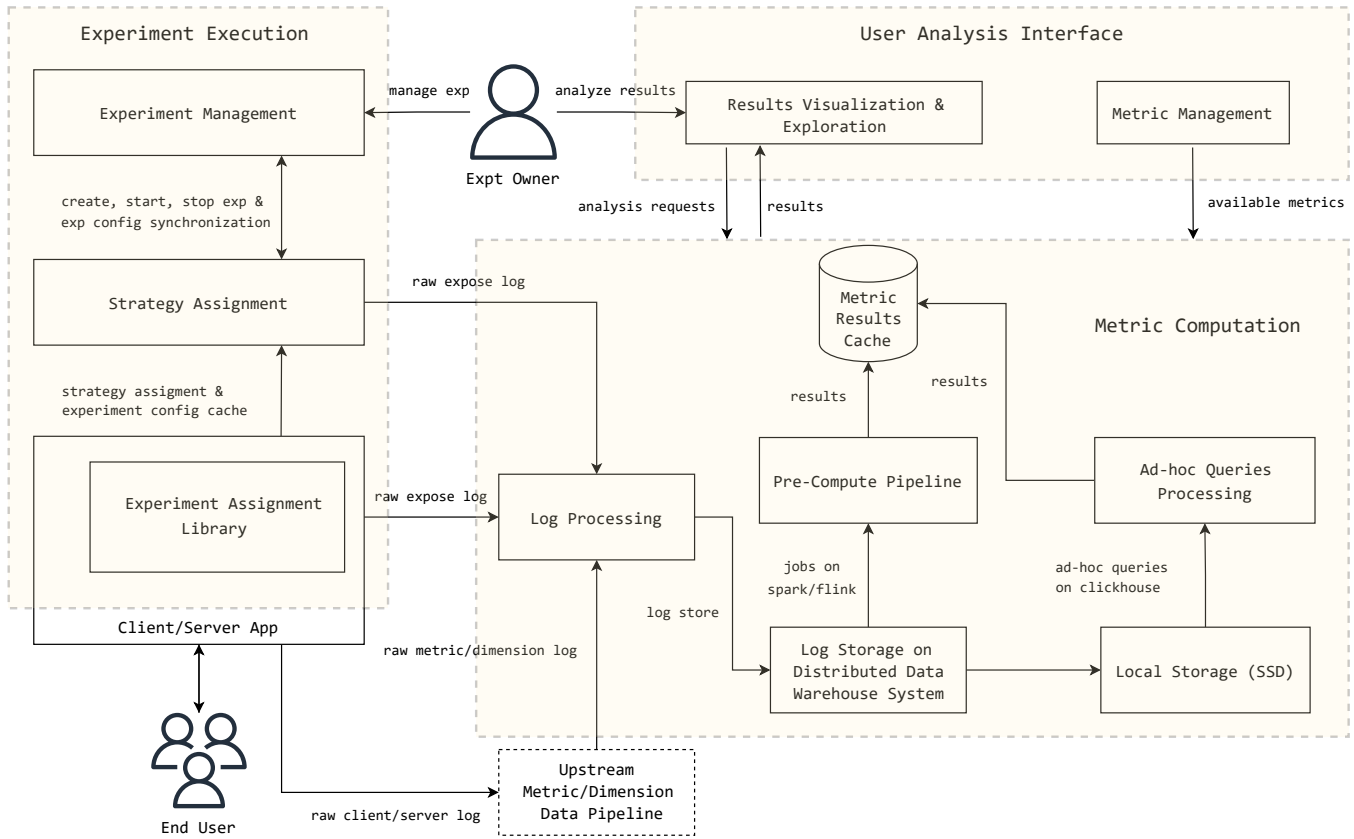 Experiment Execution
User Analysis Interface
Experiment Management
manage exp
analyze results
Results Visualization &
Exploration
Metric Management
Expt Owner
create, start, stop exp &
exp config synchronization
analysis requests
results
available metrics
Strategy Assignment
raw expose log
Metric
Results
Cache
Metric Computation
strategy assigment &
experiment config cache
results
results
Experiment Assignment
Library
raw expose log
Log Processing
Pre-Compute Pipeline
Ad-hoc Queries
Processing
jobs on
spark/flink
ad-hoc queries
on clickhouse
log store
Client/Server App
raw metric/dimension log
Log Storage on
Distributed Data
Warehouse System
Local Storage (SSD)
Upstream
Metric/Dimension
Data Pipeline
raw client/server log
End User